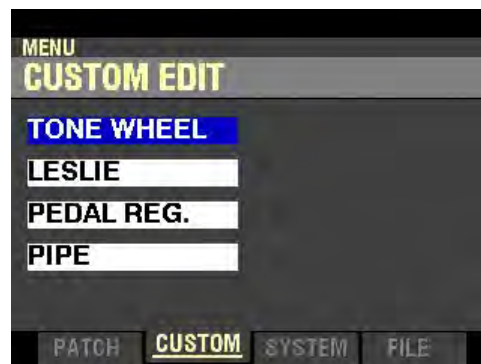 MENU
CUSTOM EDIT
TONE WHEEL
LESLIE
PEDAL REG.
PIPE
PATCH CUSTOM SYSTEM FILE